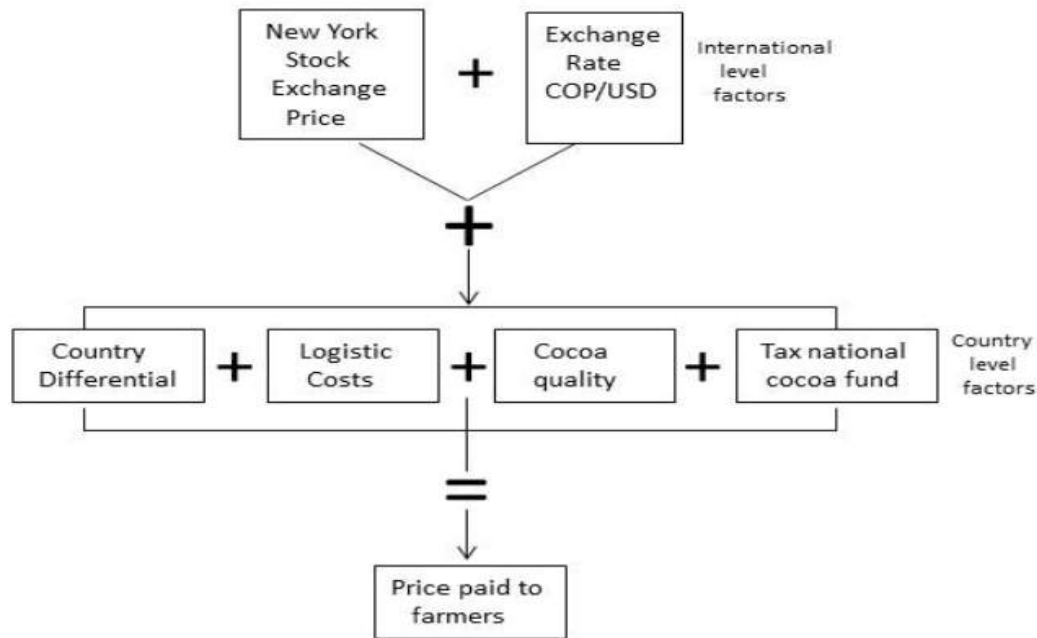 New York
Stock
Exchange
Price
+
Exchange
Rate
COP/USD
International
level
factors
+
Country
Differential
+
Logistic
Costs
+
Cocoa
quality
+
Tax national
cocoa fund
Country
level
factors
=
Price paid to
farmers